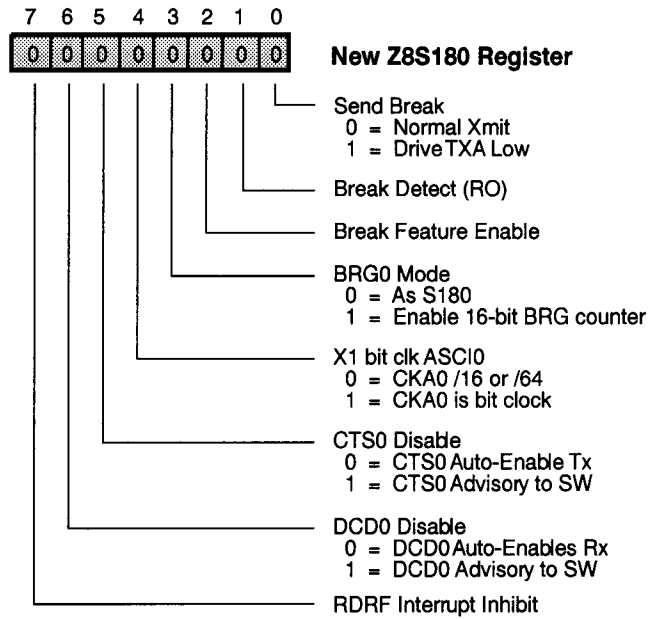 7 6 5 4 3 2 1 0
0 0 0 0 0 0 0 0
New Z8S180 Register
Send Break
0 = Normal Xmit
1 = Drive TXA Low
Break Detect (RO)
Break Feature Enable
BRG0 Mode
0 = As S180
1 = Enable 16-bit BRG counter
X1 bit clk ASCI0
0 = CKA0 /16 or /64
1 = CKA0 is bit clock
CTS0 Disable
0 = CTS0 Auto-Enable Tx
1 = CTS0 Advisory to SW
DCD0 Disable
0 = DCD0 Auto-Enables Rx
1 = DCD0 Advisory to SW
RDRF Interrupt Inhibit